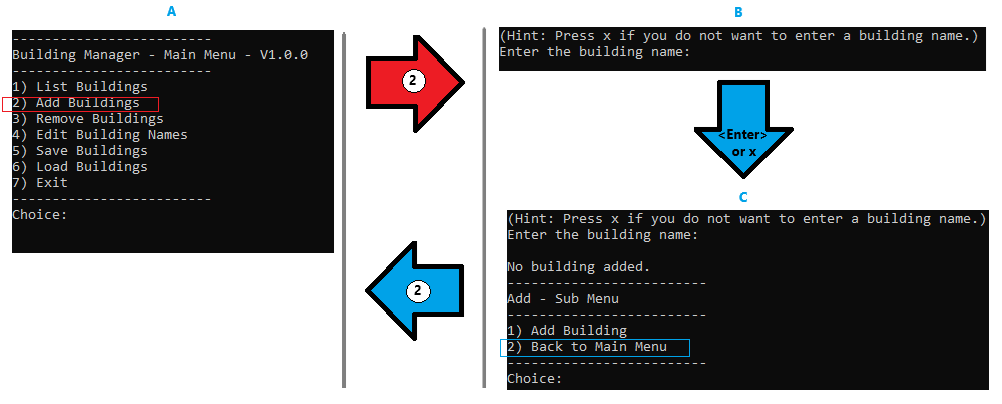 A
-------------------------
Building Manager - Main Menu - V1.0.0
-------------------------
1) List Buildings
2) Add Buildings
3) Remove Buildings
4) Edit Building Names
5) Save Buildings
6) Load Buildings
7) Exit
-------------------------
Choice:
2
B
(Hint: Press x if you do not want to enter a building name.)
Enter the building name:
<Enter>
or x
C
(Hint: Press x if you do not want to enter a building name.)
Enter the building name:
No building added.
-------------------------
Add - Sub Menu
-------------------------
1) Add Building
2) Back to Main Menu
-------------------------
Choice:
2